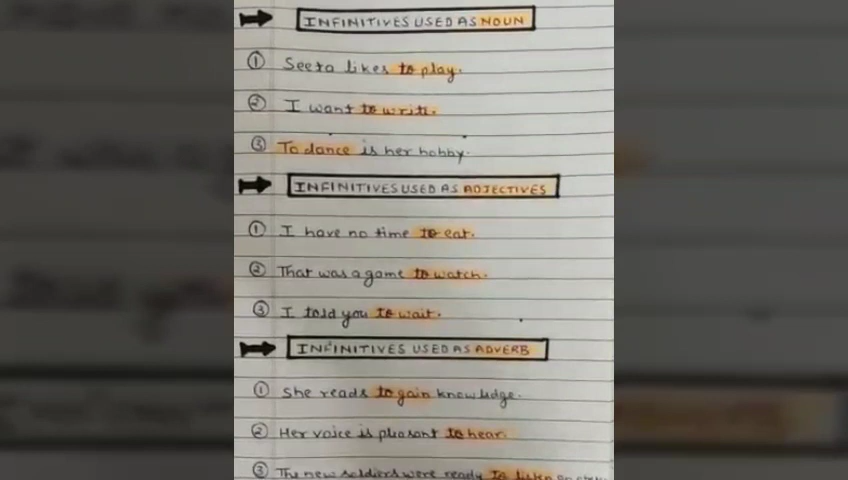 INFINITIVES USED AS NOUN
① Seeta likes to play.
② I want to write.
③ To dance is her hobby.
INFINITIVES USED AS ADJECTIVES
① I have no time to eat.
② That was a game to watch.
③ I told you to wait.
INFINITIVES USED AS ADVERB
① She reads to gain knowledge.
② Her voice is pleasant to hear.
③ The new soldiers were ready to listen